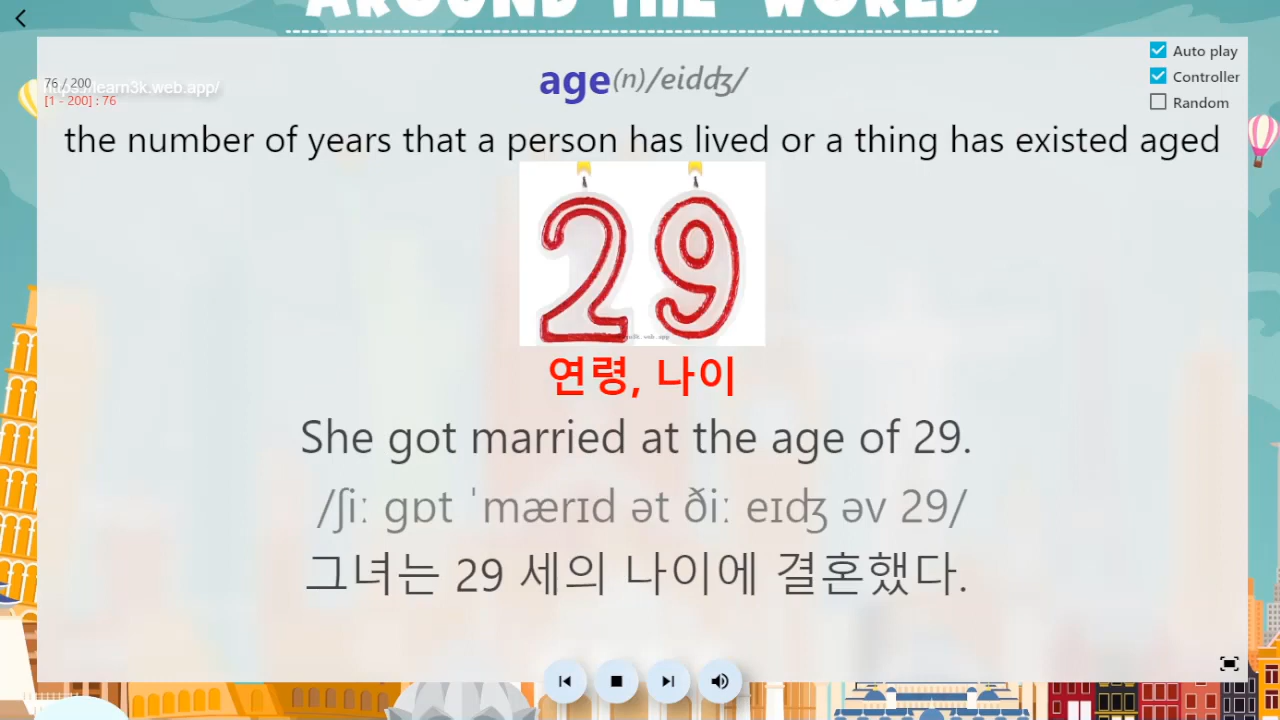 AROUND THE WORLD
Auto play
Controller
Random
76 / 200
https://learn3k.web.app/
[1 - 200] : 76
age(n)/eidʤ/
the number of years that a person has lived or a thing has existed aged
29
연령, 나이
She got married at the age of 29.
/ʃiː gɒt ˈmærɪd ət ðiː eɪʤ əv 29/
그녀는 29 세의 나이에 결혼했다.